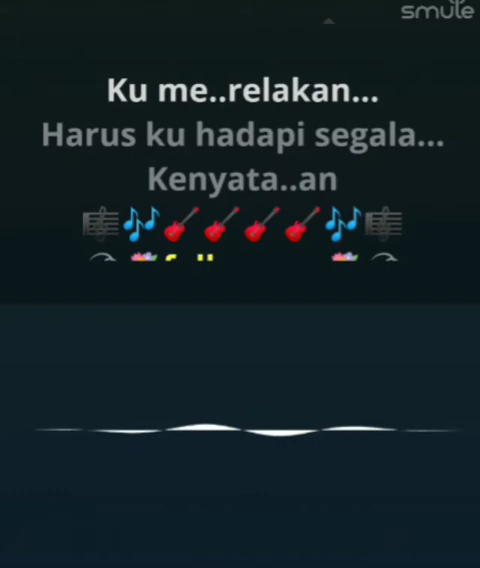 smule
Ku me..relakan...
Harus ku hadapi segala...
Kenyata..an
🎼🎶🎸🎸🎸🎸🎶🎼